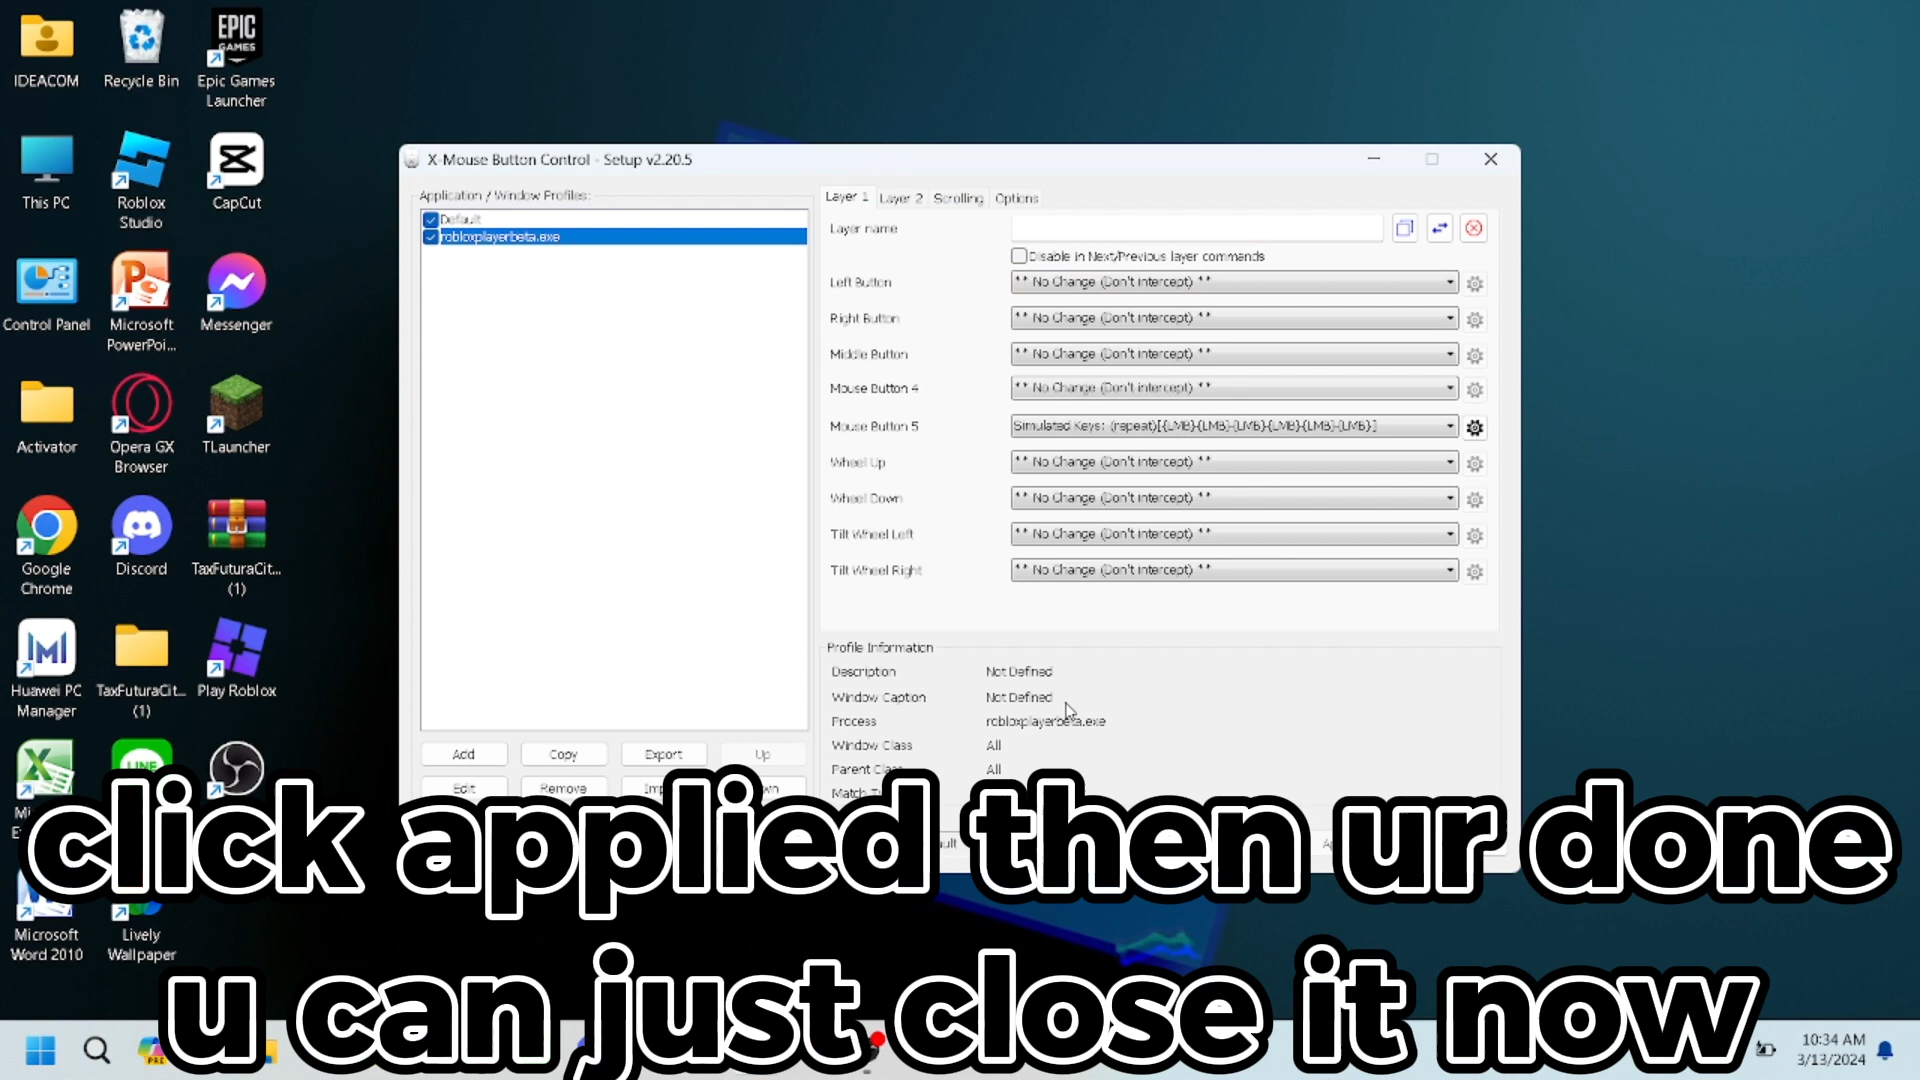 IDEACOM
Recycle Bin
EPIC GAMES
Epic Games Launcher
This PC
Roblox Studio
CapCut
Control Panel
Microsoft PowerPoi...
Messenger
Activator
Opera GX Browser
TLauncher
Google Chrome
Discord
TaxFuturaCit... (1)
Huawei PC Manager
TaxFuturaCit... (1)
Play Roblox
LINE
Microsoft Word 2010
Lively Wallpaper
X-Mouse Button Control - Setup v2.20.5
Application / Window Profiles:
Default
robloxplayerbeta.exe
Add
Copy
Export
Up
Edit
Remove
Layer 1
Layer 2
Scrolling
Options
Layer name
Disable in Next/Previous layer commands
Left Button
** No Change (Don't intercept) **
Right Button
** No Change (Don't intercept) **
Middle Button
** No Change (Don't intercept) **
Mouse Button 4
** No Change (Don't intercept) **
Mouse Button 5
Simulated Keys: (repeat)[{LMB}{LMB}{LMB}{LMB}{LMB}{LMB}]
Wheel Up
** No Change (Don't intercept) **
Wheel Down
** No Change (Don't intercept) **
Tilt Wheel Left
** No Change (Don't intercept) **
Tilt Wheel Right
** No Change (Don't intercept) **
Profile Information
Description Not Defined
Window Caption Not Defined
Process robloxplayerbeta.exe
Window Class All
Parent Class All
Match
click applied then ur done
u can just close it now
10:34 AM
3/13/2024